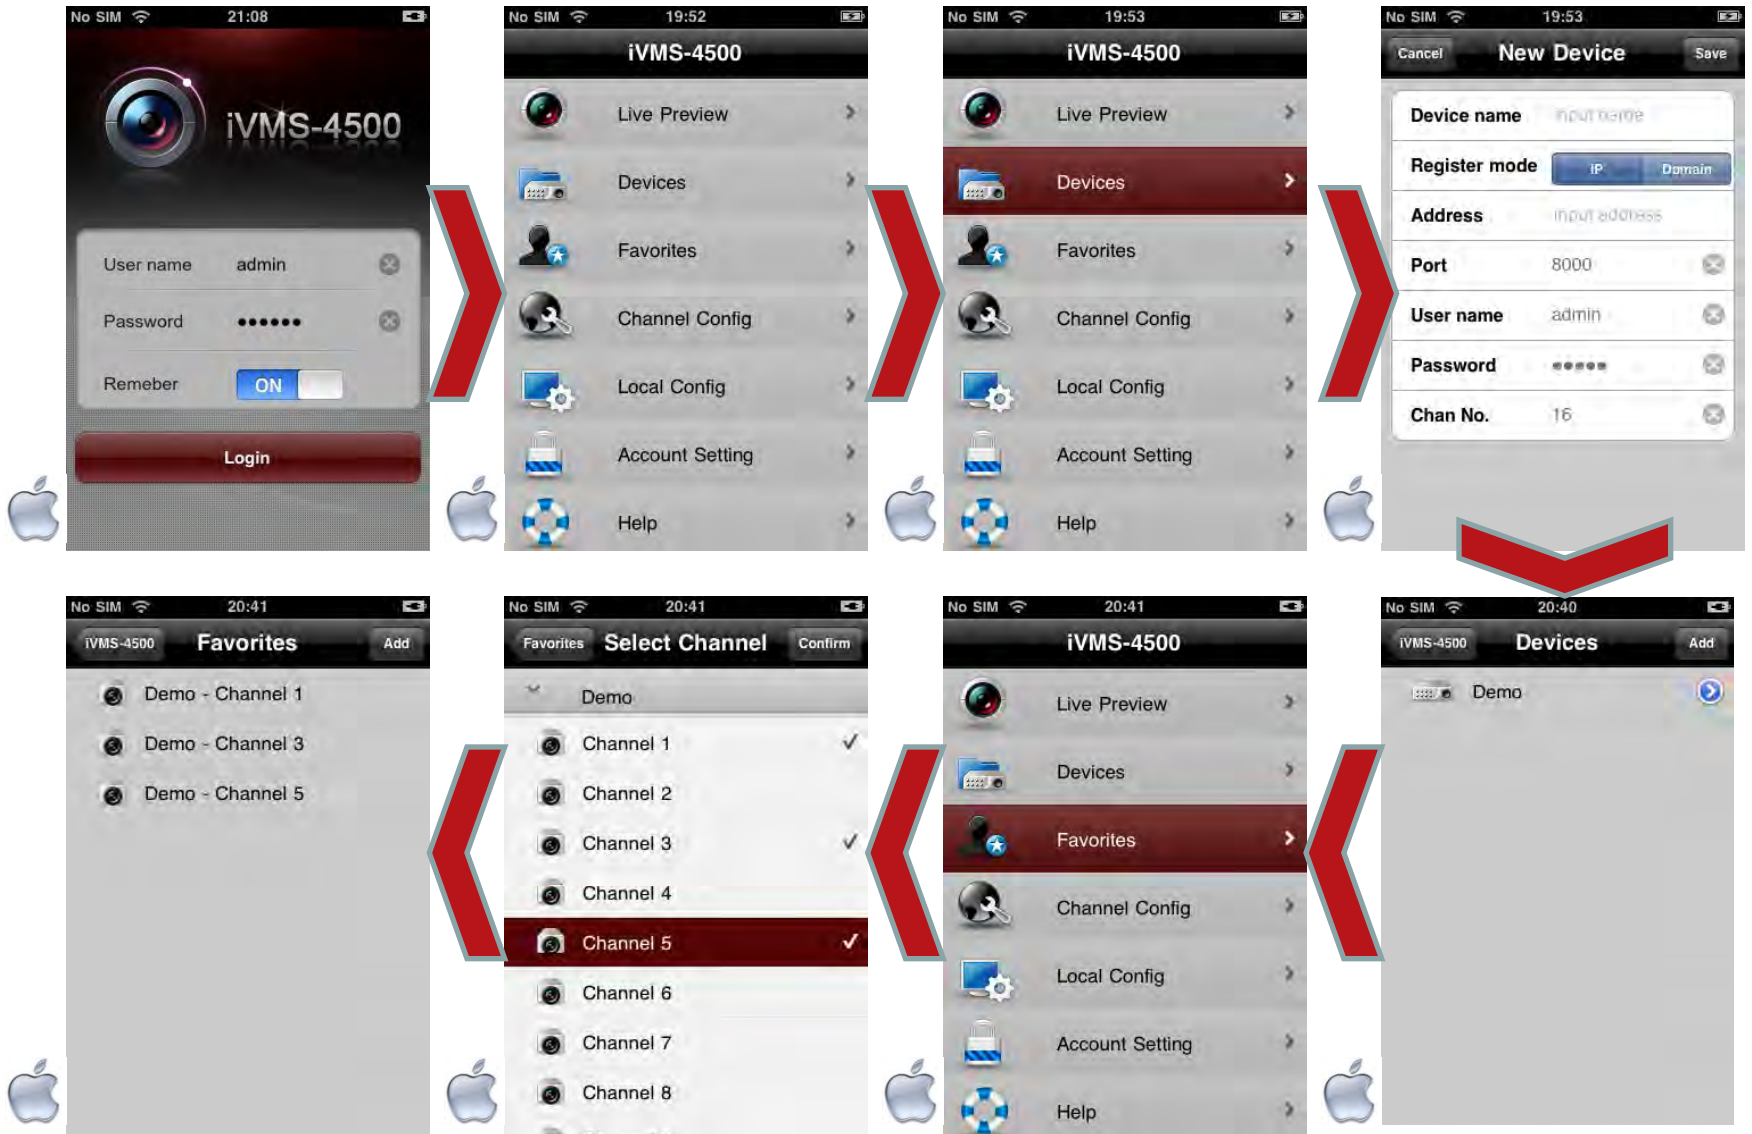 No SIM 21:08
iVMS-4500
User name admin
Password ••••••
Remeber ON
Login
No SIM 19:52
iVMS-4500
Live Preview
Devices
Favorites
Channel Config
Local Config
Account Setting
Help
No SIM 19:53
iVMS-4500
Live Preview
Devices
Favorites
Channel Config
Local Config
Account Setting
Help
No SIM 19:53
Cancel New Device Save
Device name input name
Register mode IP Domain
Address input address
Port 8000
User name admin
Password •••••
Chan No. 16
No SIM 20:40
iVMS-4500 Devices Add
Demo
No SIM 20:41
iVMS-4500
Live Preview
Devices
Favorites
Channel Config
Local Config
Account Setting
Help
No SIM 20:41
Favorites Select Channel Confirm
Demo
Channel 1
Channel 2
Channel 3
Channel 4
Channel 5
Channel 6
Channel 7
Channel 8
No SIM 20:41
iVMS-4500 Favorites Add
Demo - Channel 1
Demo - Channel 3
Demo - Channel 5